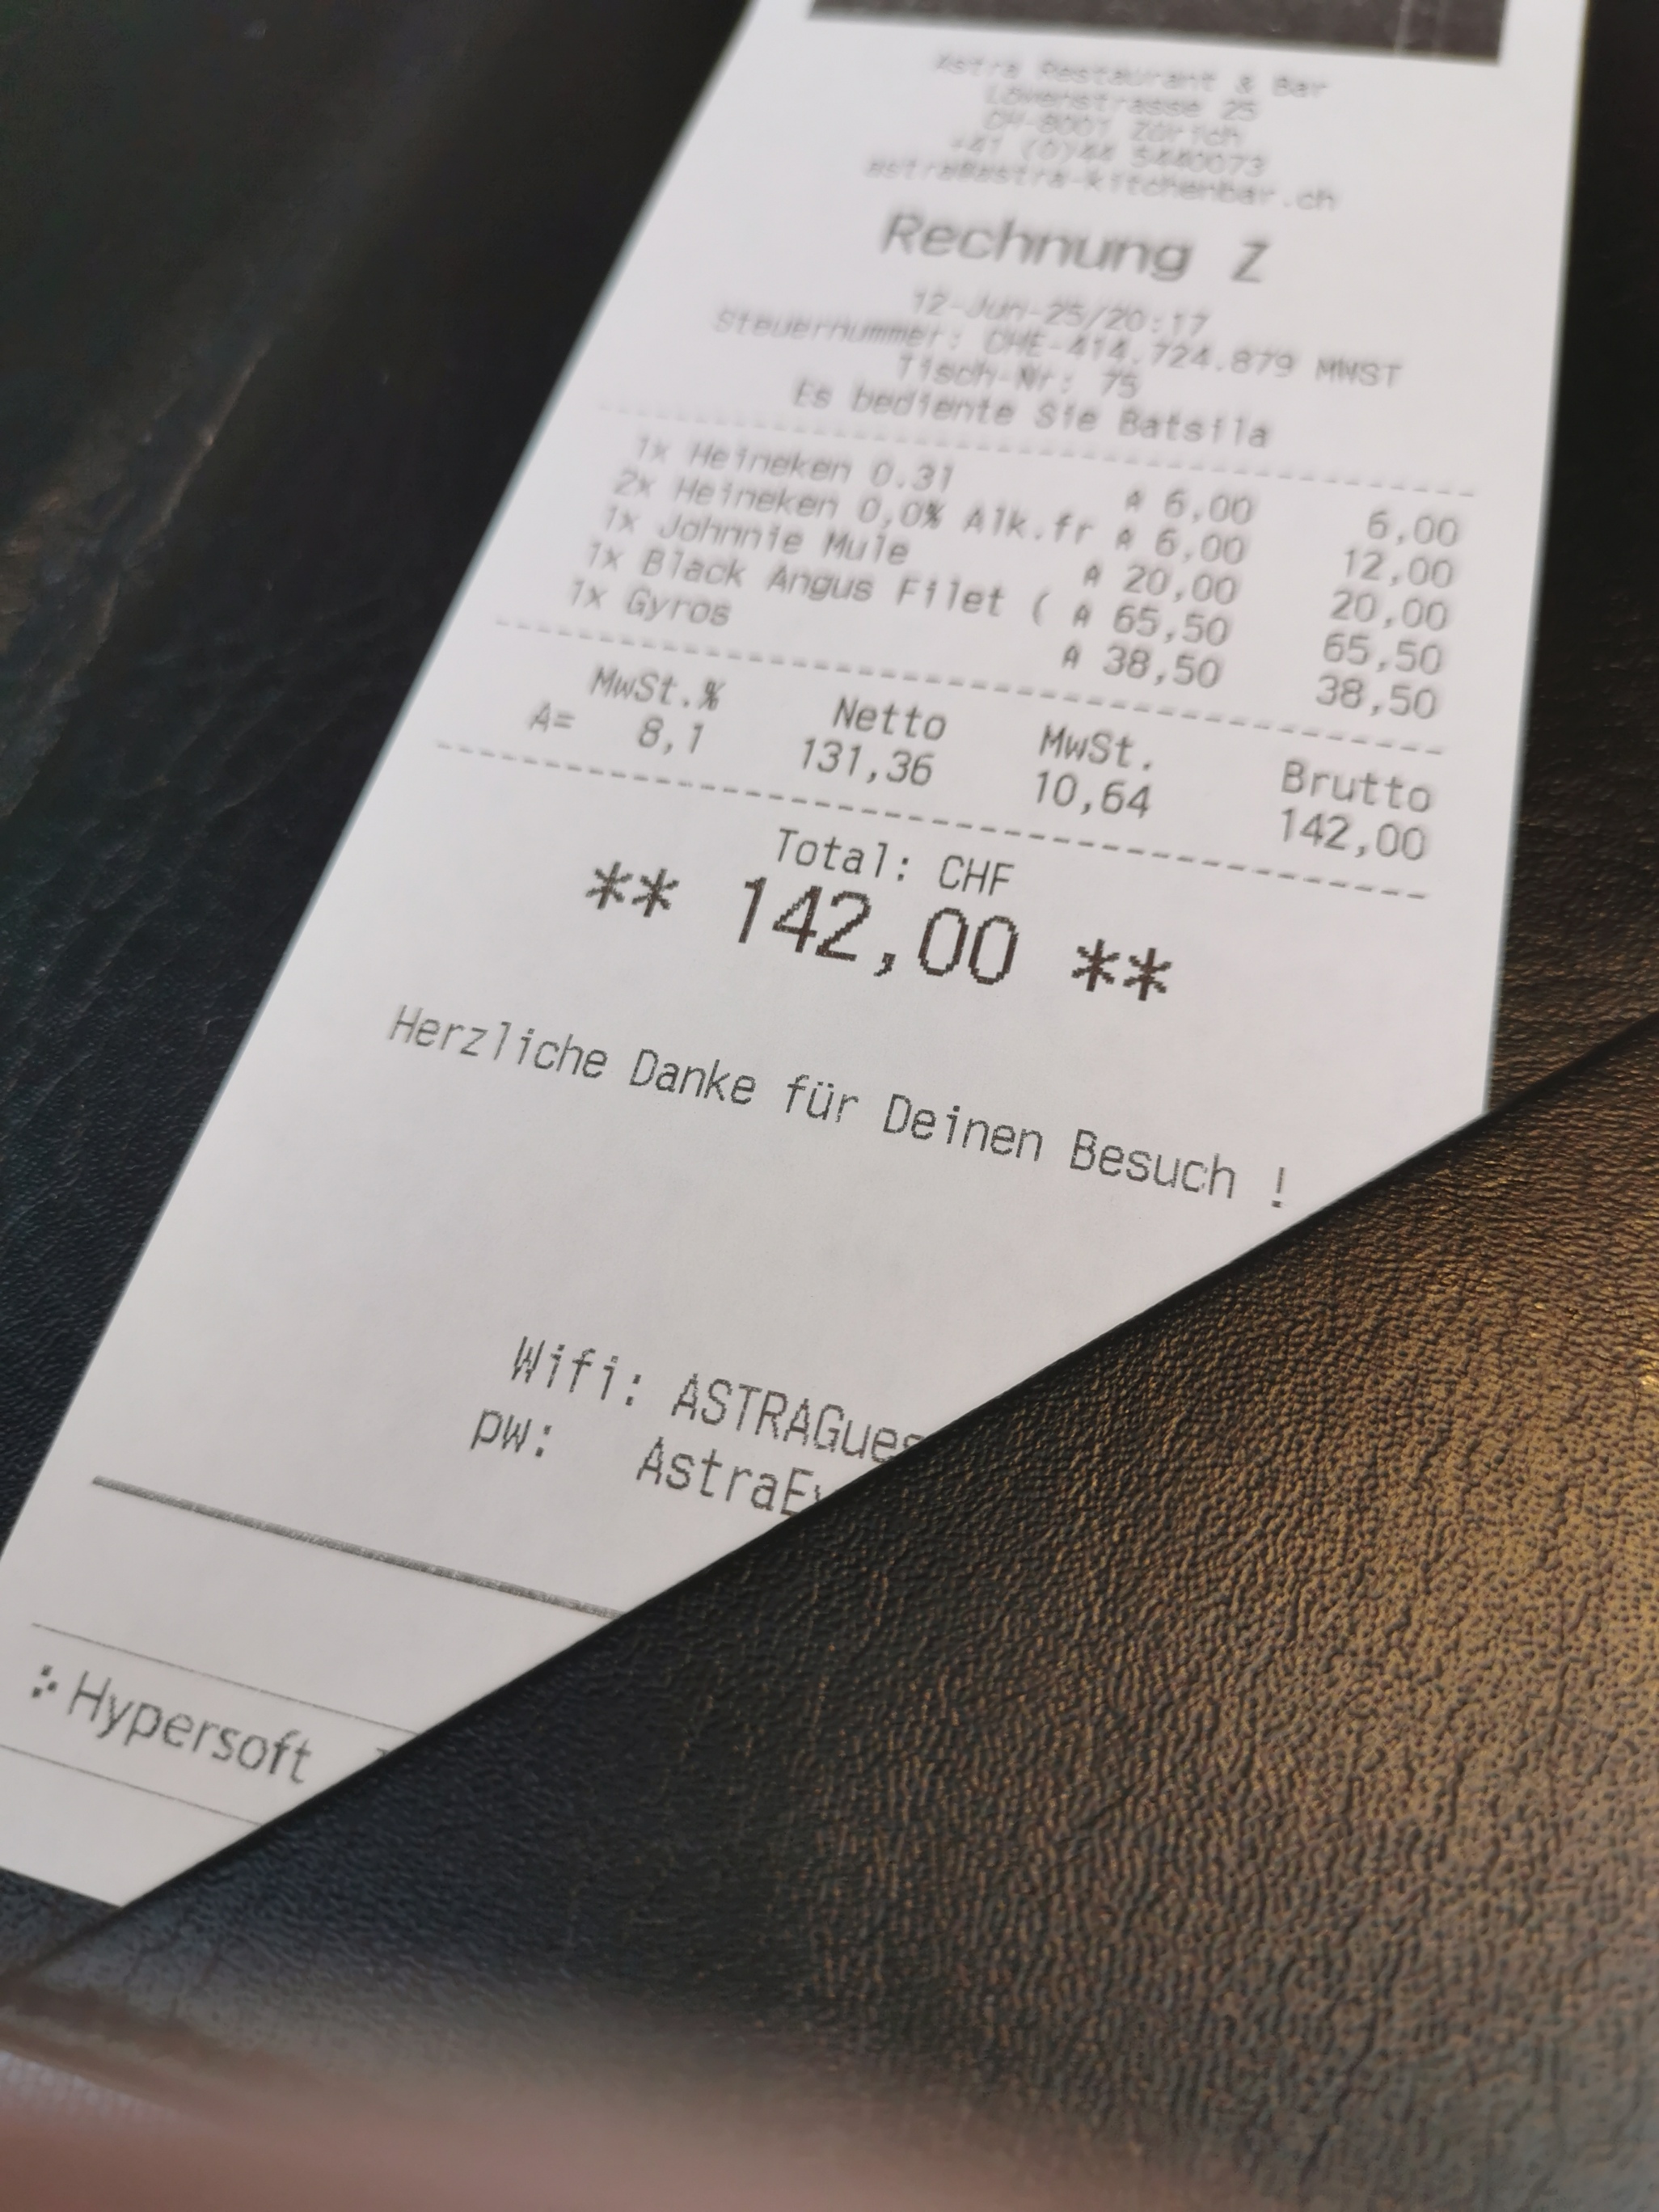 Astra Restaurant & Bar
Löwenstrasse 25
CH-8001 Zürich
+41 (0)44 5440073
astra@astra-kitchenbar.ch
Rechnung Z
12-Jun-25/20:17
Steuernummer: CHE-414.724.879 MWST
Tisch-Nr: 75
Es bediente Sie Batsila
1x Heineken 0.3l A 6,00 6,00
2x Heineken 0,0% Alk.fr A 6,00 12,00
1x Johnnie Mule A 20,00 20,00
1x Black Angus Filet ( A 65,50 65,50
1x Gyros A 38,50 38,50
MwSt.% Netto MwSt. Brutto
A= 8,1 131,36 10,64 142,00
Total: CHF
** 142,00 **
Herzliche Danke für Deinen Besuch !
Wifi: ASTRAGues
pw: AstraE
Hypersoft